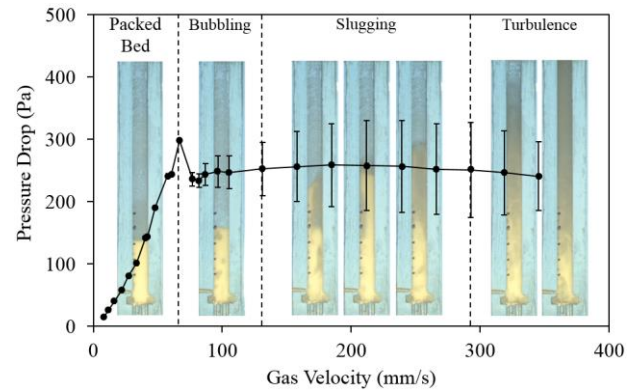 Packed
Bed
Bubbling
Slugging
Turbulence
500
400
300
200
100
0
Pressure Drop (Pa)
0
100
200
300
400
Gas Velocity (mm/s)